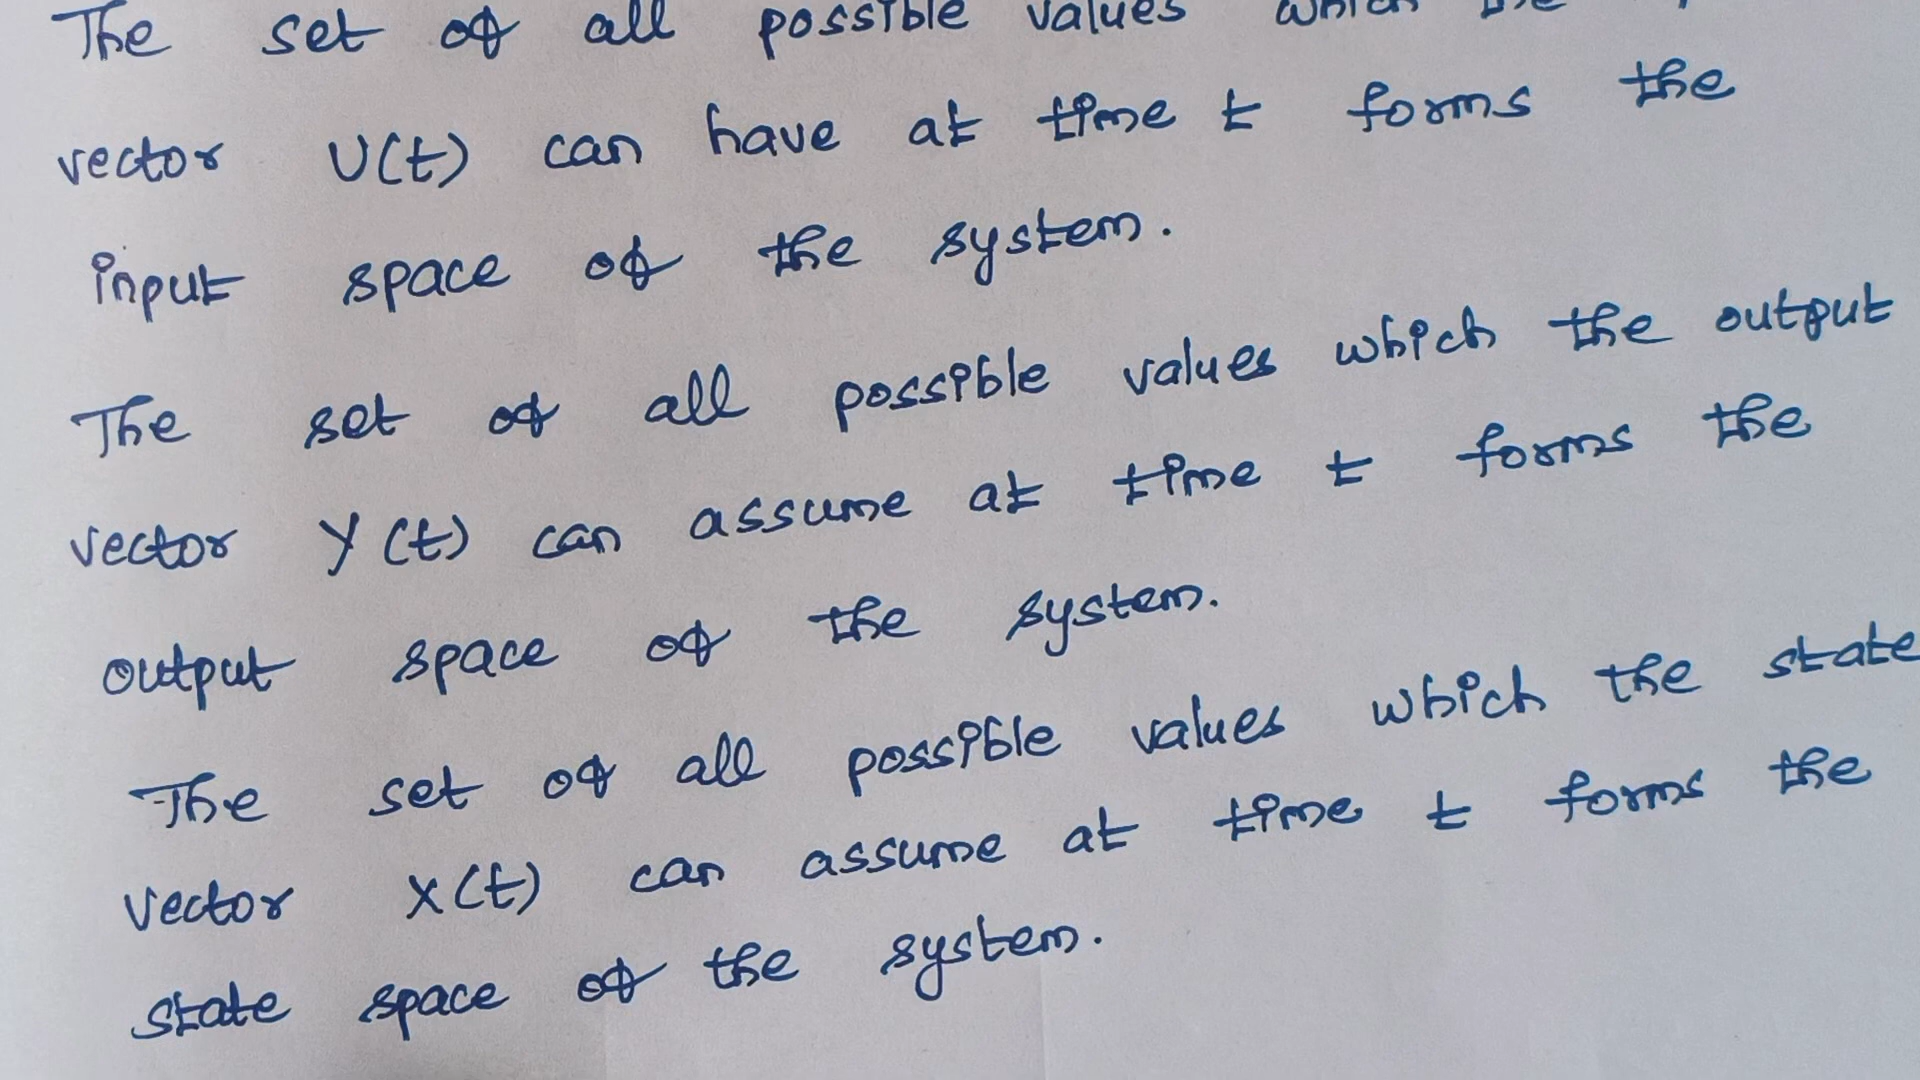 The set of all possible values which the
vector U(t) can have at time t forms the
input space of the system.
The set of all possible values which the output
vector Y(t) can assume at time t forms the
output space of the system.
The set of all possible values which the state
vector X(t) can assume at time t forms the
state space of the system.